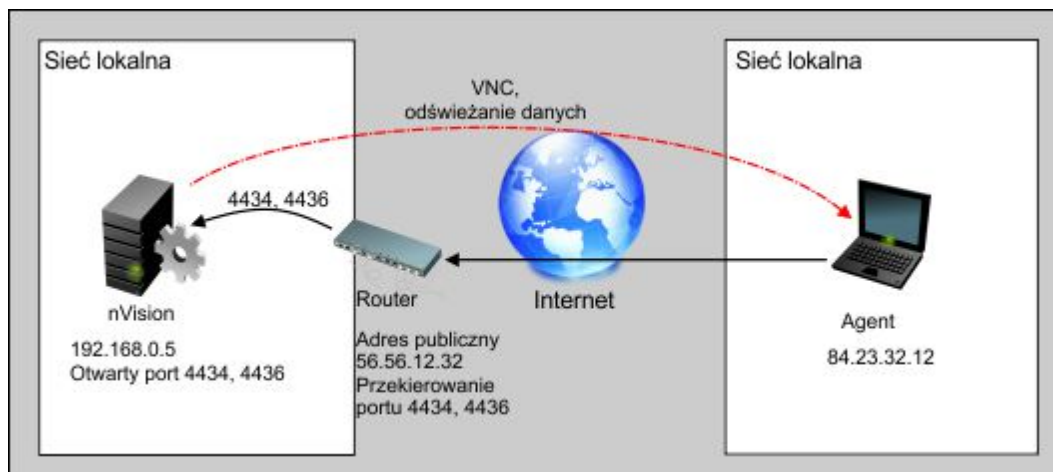 Sieć lokalna
VNC,
odświeżanie danych
4434, 4436
nVision
192.168.0.5
Otwarty port 4434, 4436
Router
Adres publiczny
56.56.12.32
Przekierowanie
portu 4434, 4436
Internet
Sieć lokalna
Agent
84.23.32.12